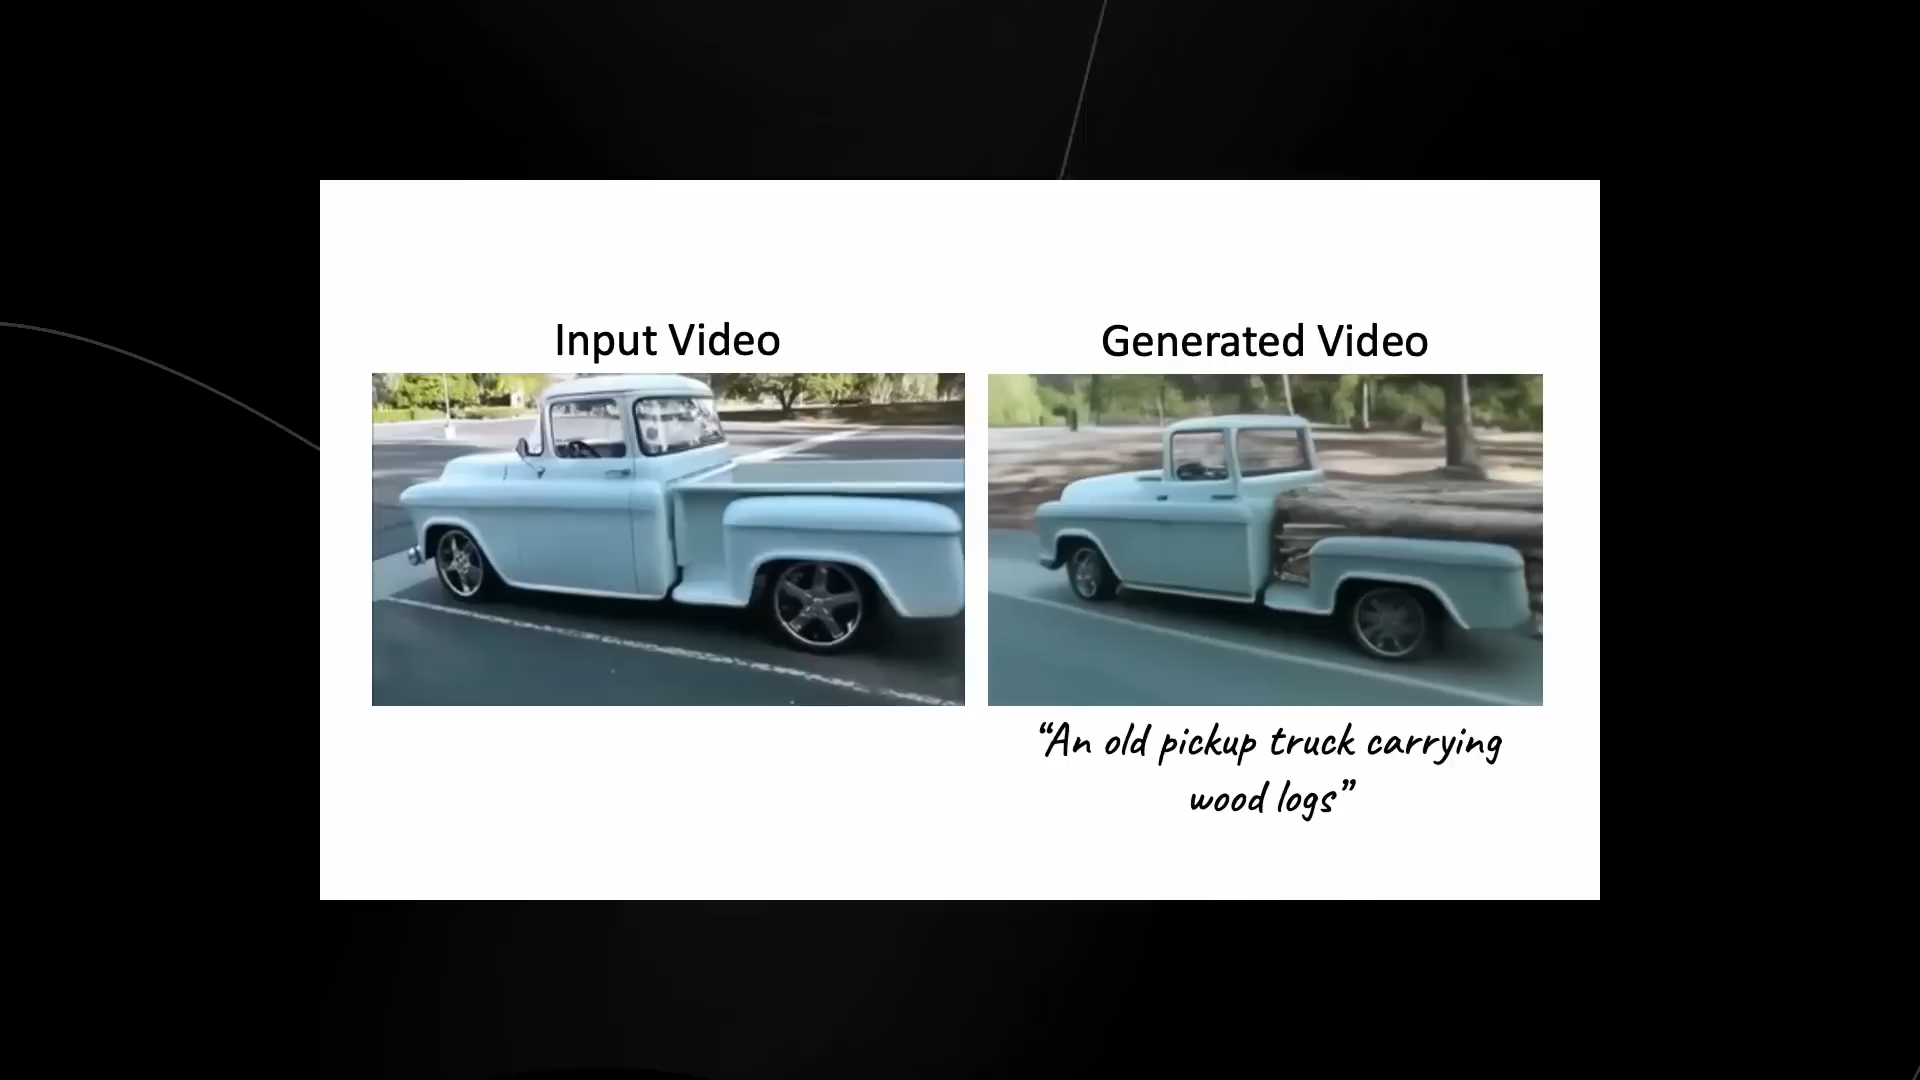 Input Video
Generated Video
“An old pickup truck carrying
wood logs”